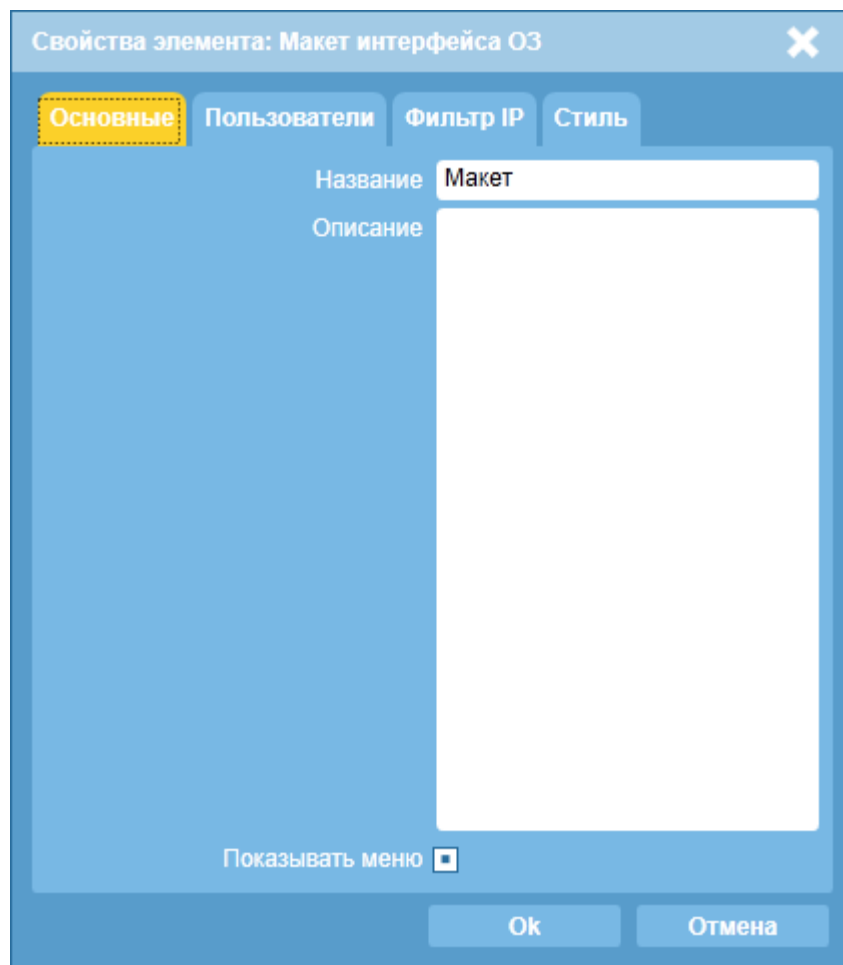 Свойства элемента: Макет интерфейса ОЗ
Основные Пользователи Фильтр IP Стиль
Название Макет
Описание
Показывать меню
Ok Отмена